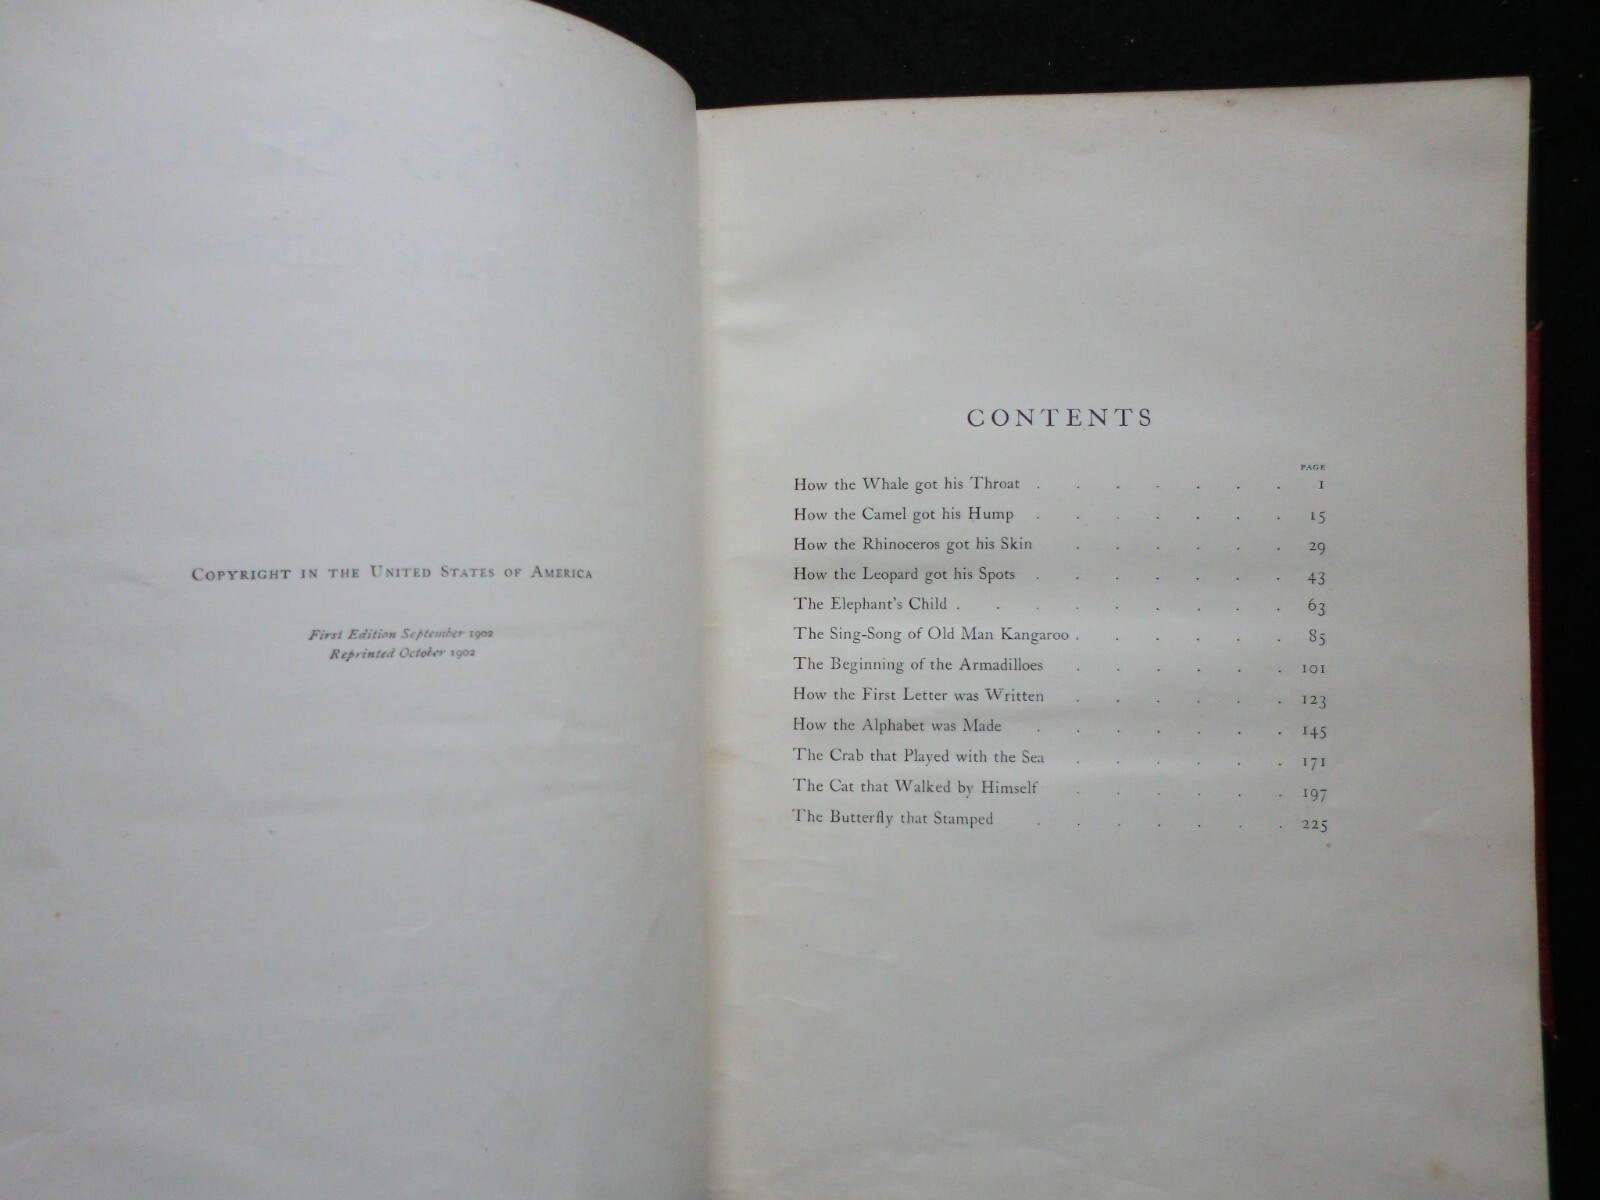 COPYRIGHT IN THE UNITED STATES OF AMERICA
First Edition September 1902
Reprinted October 1902
CONTENTS
PAGE
How the Whale got his Throat . . . . . . . 1
How the Camel got his Hump . . . . . . . 15
How the Rhinoceros got his Skin . . . . . . 29
How the Leopard got his Spots . . . . . . . 43
The Elephant's Child . . . . . . . . . 63
The Sing-Song of Old Man Kangaroo . . . . . . 85
The Beginning of the Armadilloes . . . . . . 101
How the First Letter was Written . . . . . . 123
How the Alphabet was Made . . . . . . . 145
The Crab that Played with the Sea . . . . . . 171
The Cat that Walked by Himself . . . . . . 197
The Butterfly that Stamped . . . . . . . 225